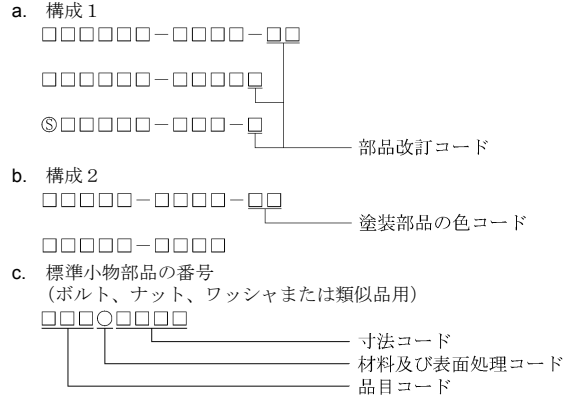 a. 構成1
□□□□□□－□□□□－□□
□□□□□□－□□□□□
Ⓢ□□□□□－□□□－□
部品改訂コード
b. 構成2
□□□□□－□□□□－□□
塗装部品の色コード
□□□□□－□□□□
c. 標準小物部品の番号
（ボルト、ナット、ワッシャまたは類似品用）
□□□○□□□□
寸法コード
材料及び表面処理コード
品目コード